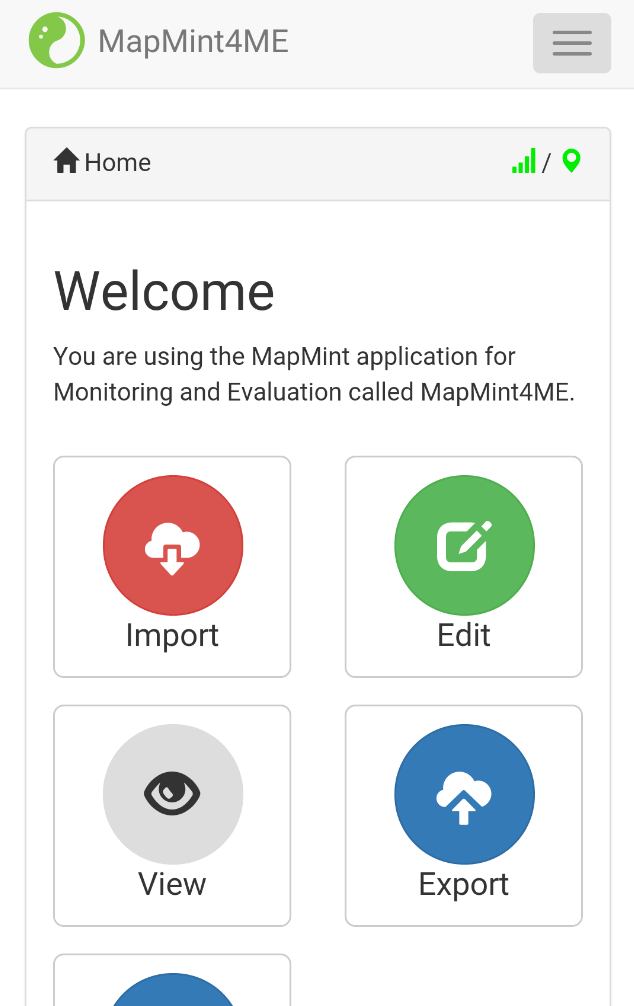 MapMint4ME
Home /
Welcome
You are using the MapMint application for
Monitoring and Evaluation called MapMint4ME.
Import Edit
View Export